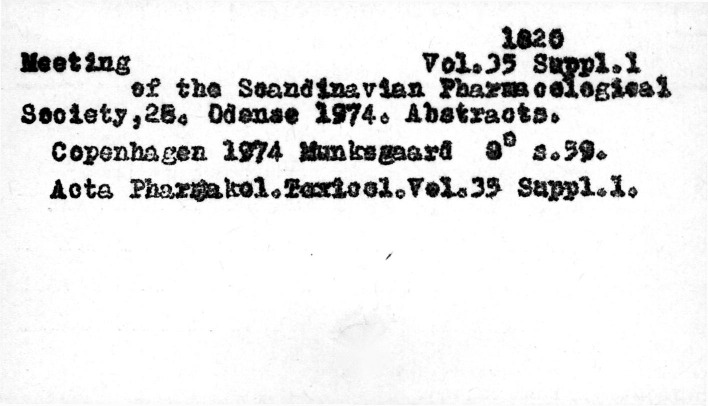 1820
Meeting Vol.35 Suppl.1
of the Scandinavian Pharmacological
Society,28. Odense 1974. Abstracts.
Copenhagen 1974 Munksgaard 8° s.59.
Acta Pharmakol.Toxicol.Vol.35 Suppl.1.